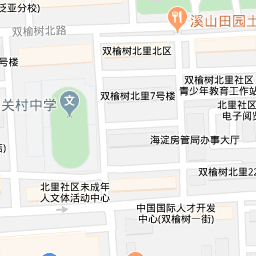 泛亚分校)
溪山田园土
双榆树北路
双榆树北里北区
号楼
双榆树北里社区
青少年教育工作站
双榆树北里7号楼
关村中学
北里社区
电子阅览
海淀房管局办事大厅
双榆树北里22
北里社区未成年
人文体活动中心
中国国际人才开发
中心(双榆树一街)